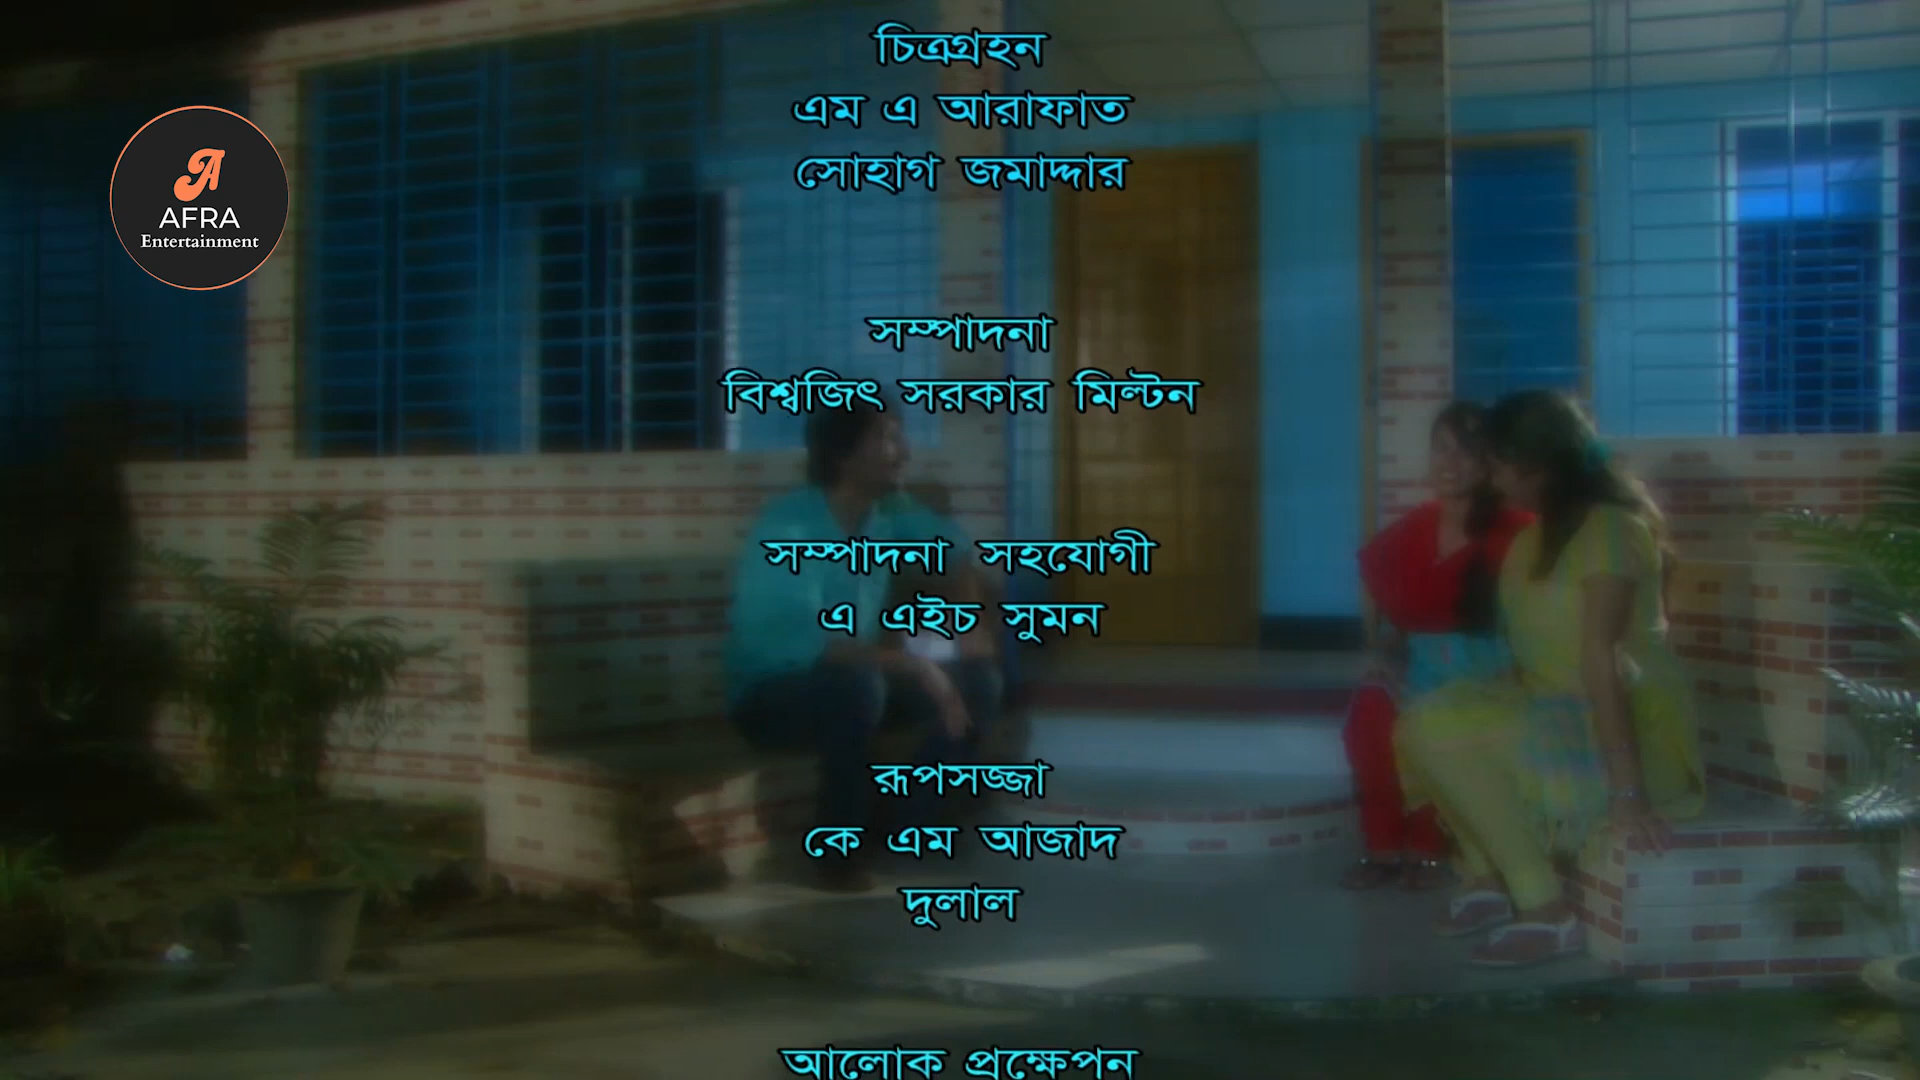 চিত্রগ্রহন
এম এ আরাফাত
সোহাগ জমাদ্দার
A
AFRA
Entertainment
সম্পাদনা
বিশ্বজিৎ সরকার মিল্টন
সম্পাদনা সহযোগী
এ এইচ সুমন
রূপসজ্জা
কে এম আজাদ
দুলাল
আলোক প্রক্ষেপন